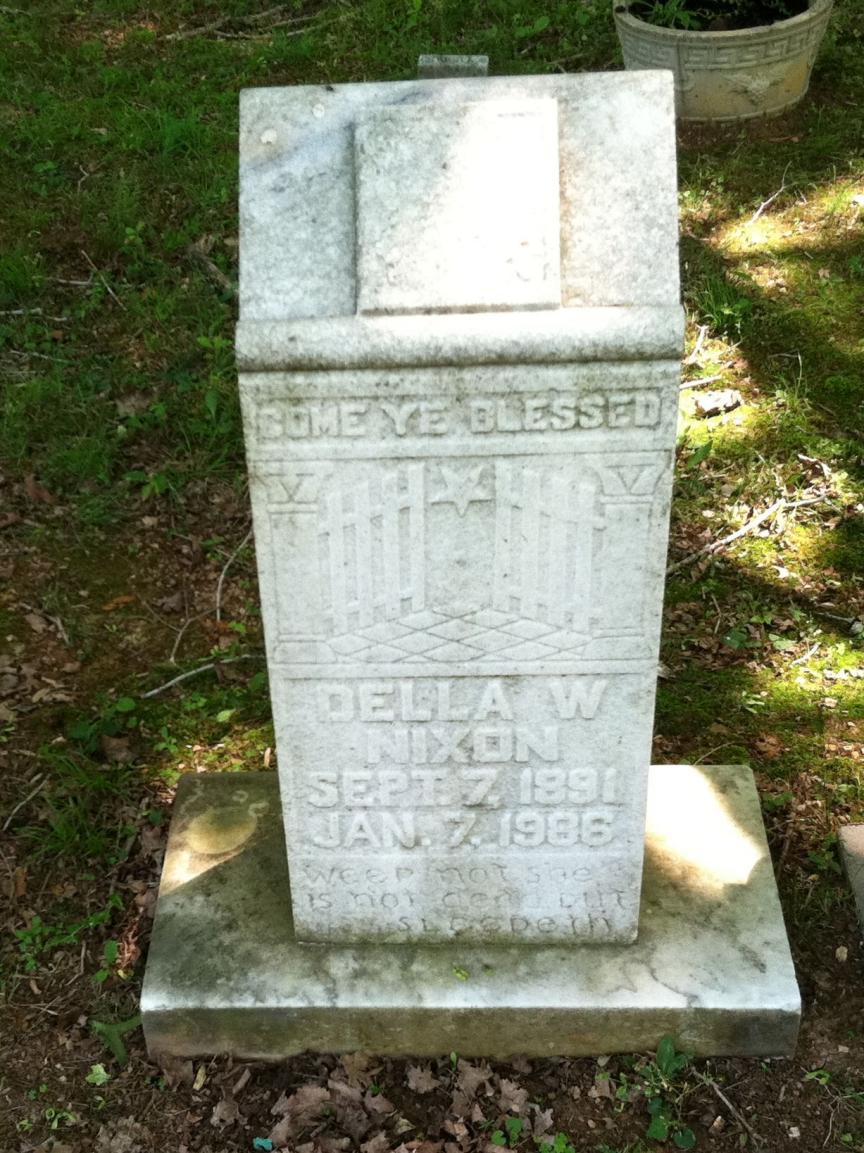 COME YE BLESSED
DELLA W
NIXON
SEPT. 7, 1891
JAN. 7, 1986
weep not she
is not dead but
sleepeth